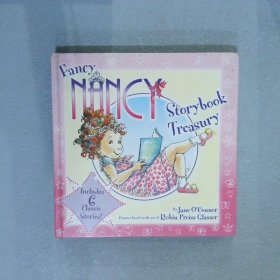 Fancy
NANCY
Storybook
Treasury
Includes
6
Classic
Stories!
by Jane O'Connor
Pictures based on the art of Robin Preiss Glasser